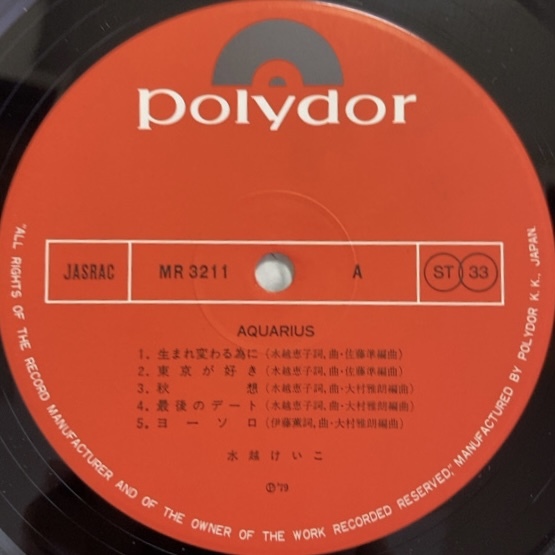 polydor
JASRAC MR 3211 A ST 33
AQUARIUS
1. 生まれ変わる為に (水越恵子詞,曲・佐藤準編曲)
2. 東京が好き (水越恵子詞,曲・佐藤準編曲)
3. 秋想 (水越恵子詞,曲・大村雅朗編曲)
4. 最後のデート (水越恵子詞,曲・大村雅朗編曲)
5. ヨーソロ (伊藤薫詞,曲・大村雅朗編曲)
水越けいこ
Ⓟ'79
"ALL RIGHTS OF THE RECORD MANUFACTURER AND OF THE OWNER OF THE WORK RECORDED RESERVED," MANUFACTURED BY POLYDOR K.K., JAPAN.